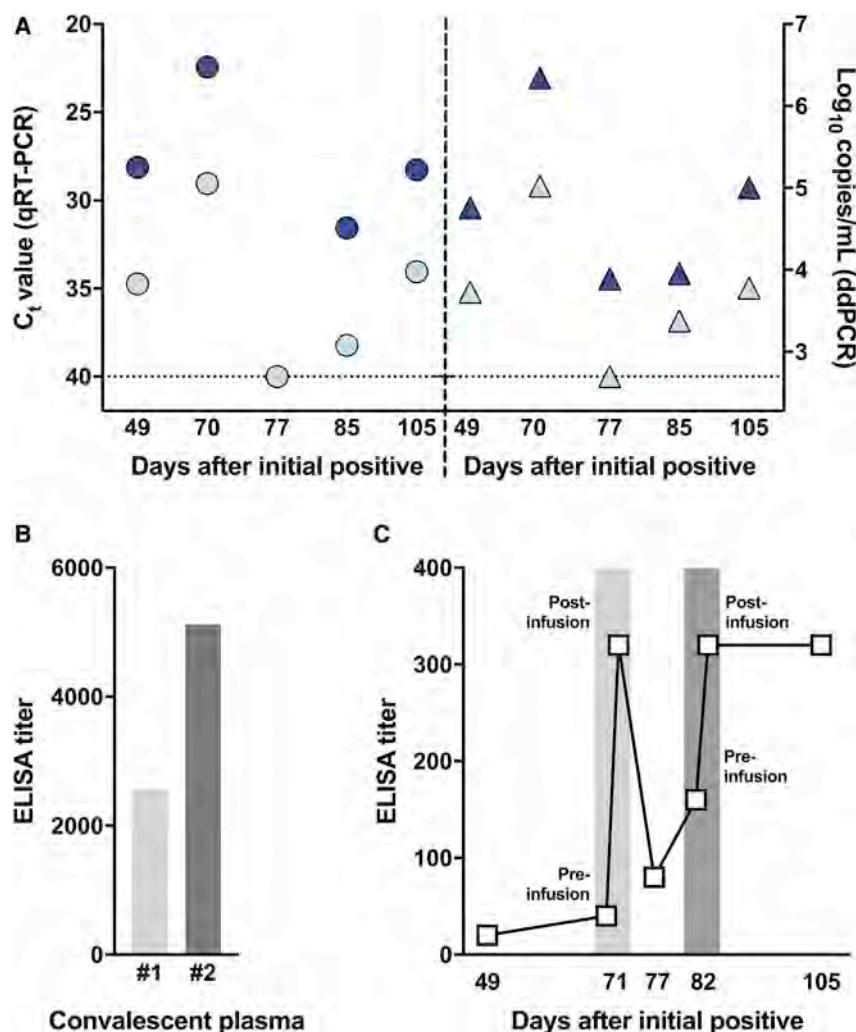 A
20
25
30
35
40
C_t value (qRT-PCR)
7
6
5
4
3
Log10 copies/mL (ddPCR)
49 70 77 85 105 49 70 77 85 105
Days after initial positive Days after initial positive
B
6000
4000
2000
0
ELISA titer
#1 #2
Convalescent plasma
C
400
300
200
100
0
ELISA titer
Post-
infusion
Post-
infusion
Pre-
infusion
Pre-
infusion
49 71 77 82 105
Days after initial positive